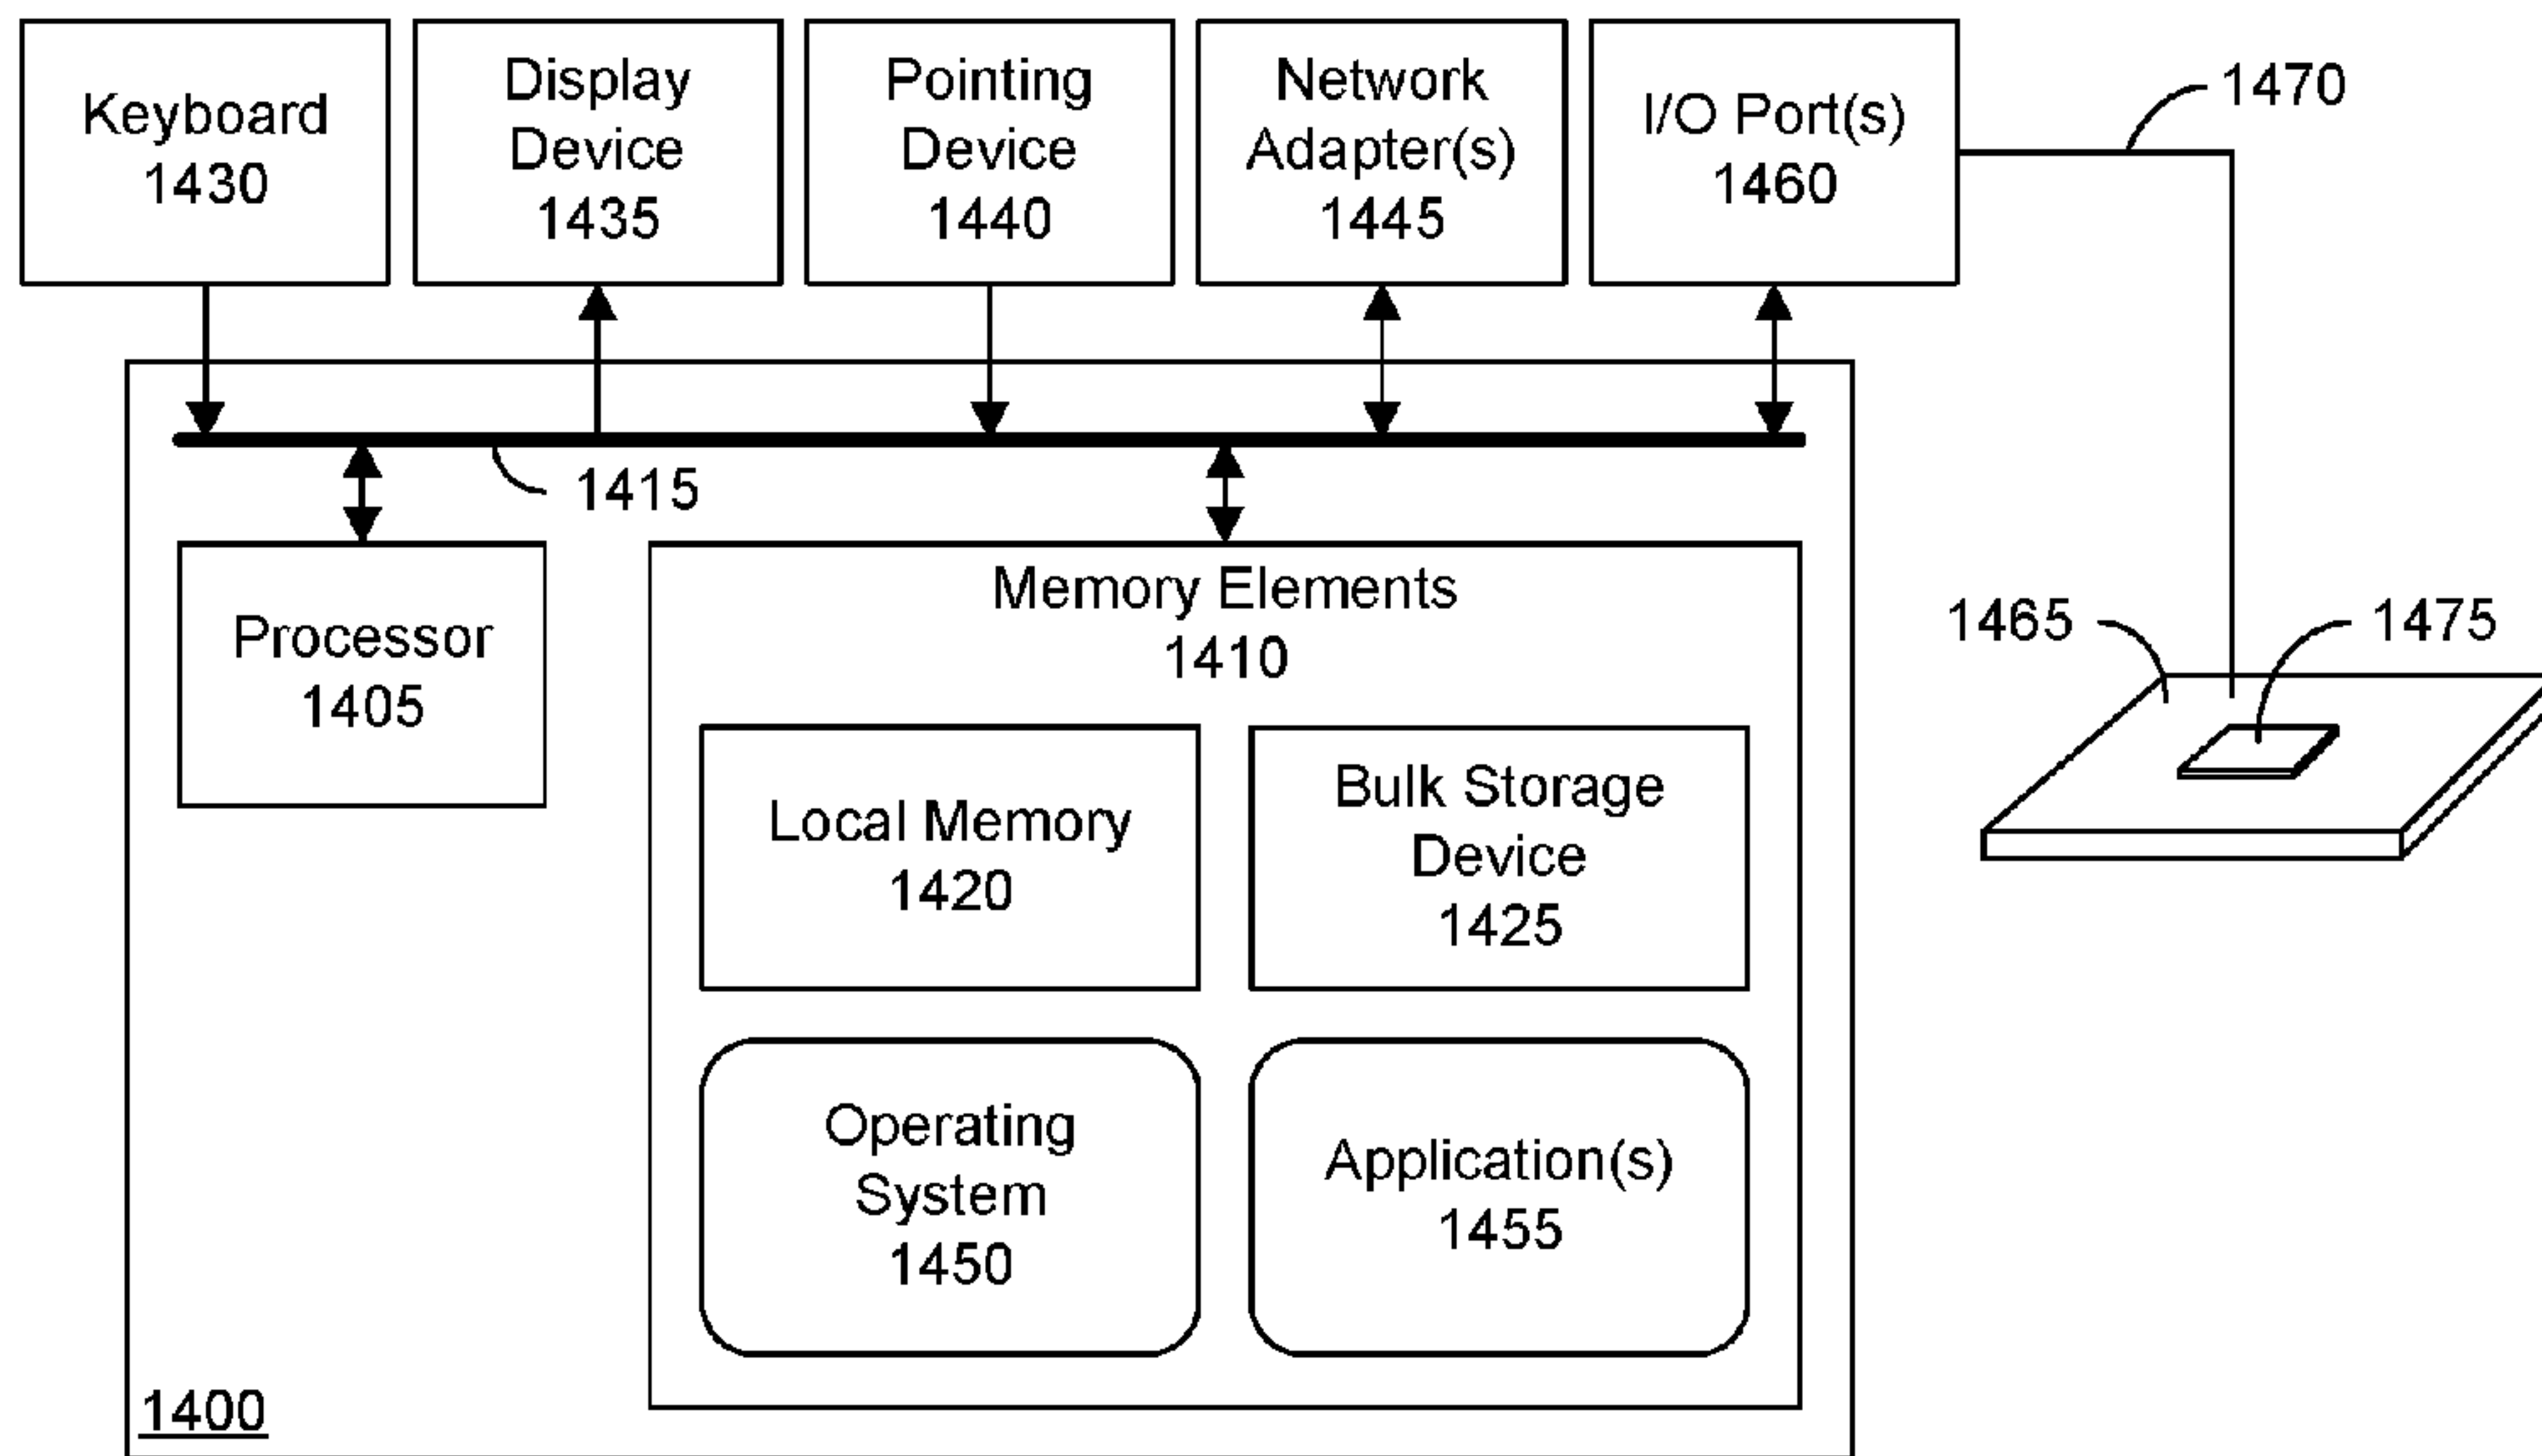 Keyboard
1430
Display
Device
1435
Pointing
Device
1440
Network
Adapter(s)
1445
I/O Port(s)
1460
1470
1415
Processor
1405
Memory Elements
1410
Local Memory
1420
Bulk Storage
Device
1425
Operating
System
1450
Application(s)
1455
1400
1465
1475